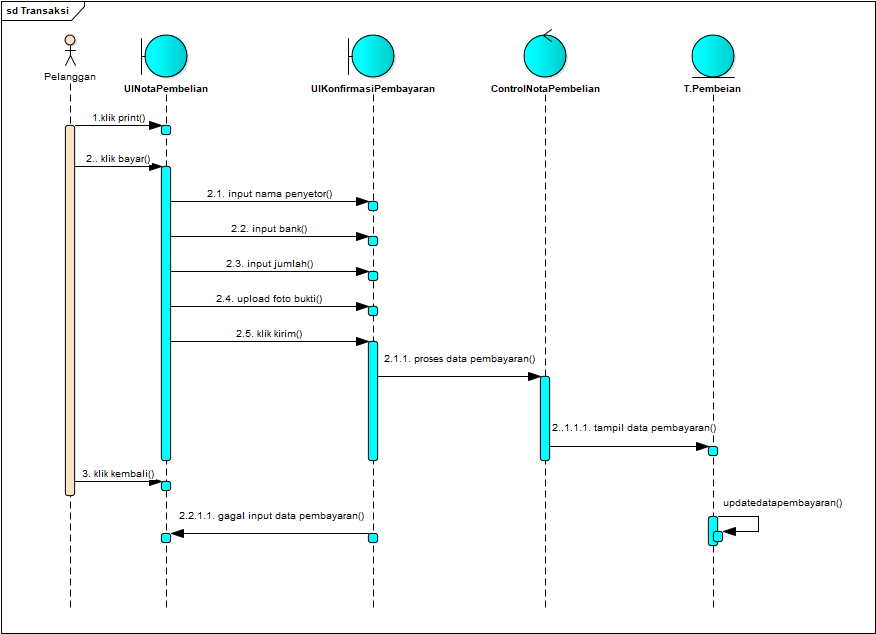 sd Transaksi
Pelanggan
UINotaPembelian
UIKonfirmasiPembayaran
ControlNotaPembelian
T.Pembeian
1.klik print()
2.. klik bayar()
2.1. input nama penyetor()
2.2. input bank()
2.3. input jumlah()
2.4. upload foto bukti()
2.5. klik kirim()
2.1.1. proses data pembayaran()
2..1.1.1. tampil data pembayaran()
3. klik kembali()
updatedatapembayaran()
2.2.1.1. gagal input data pembayaran()